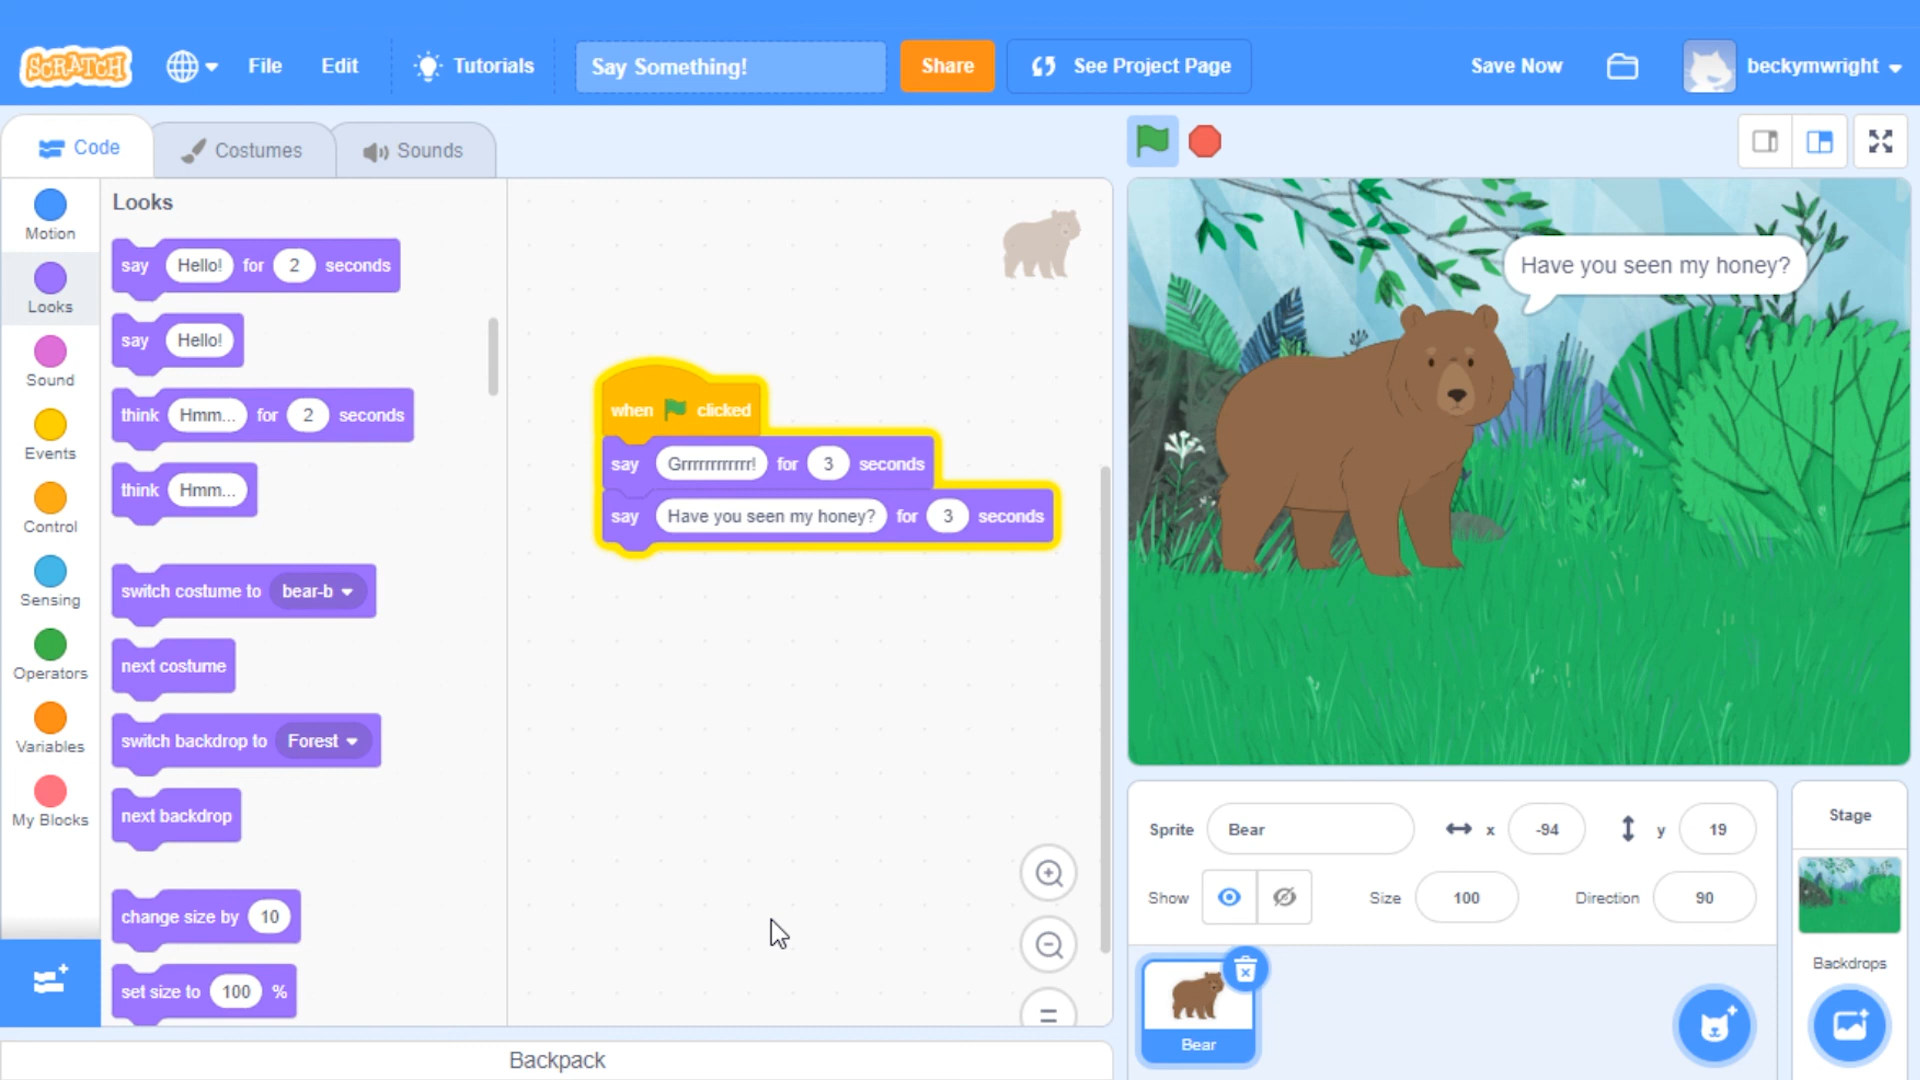 SCRATCH File Edit Tutorials Say Something! Share See Project Page Save Now beckymwright
Code Costumes Sounds
Motion
Looks
Sound
Events
Control
Sensing
Operators
Variables
My Blocks
Looks
say Hello! for 2 seconds
say Hello!
think Hmm... for 2 seconds
think Hmm...
switch costume to bear-b
next costume
switch backdrop to Forest
next backdrop
change size by 10
set size to 100 %
when clicked
say Grrrrrrrrrrrr! for 3 seconds
say Have you seen my honey? for 3 seconds
Have you seen my honey?
Sprite Bear x -94 y 19
Show Size 100 Direction 90
Bear
Stage
Backdrops
Backpack